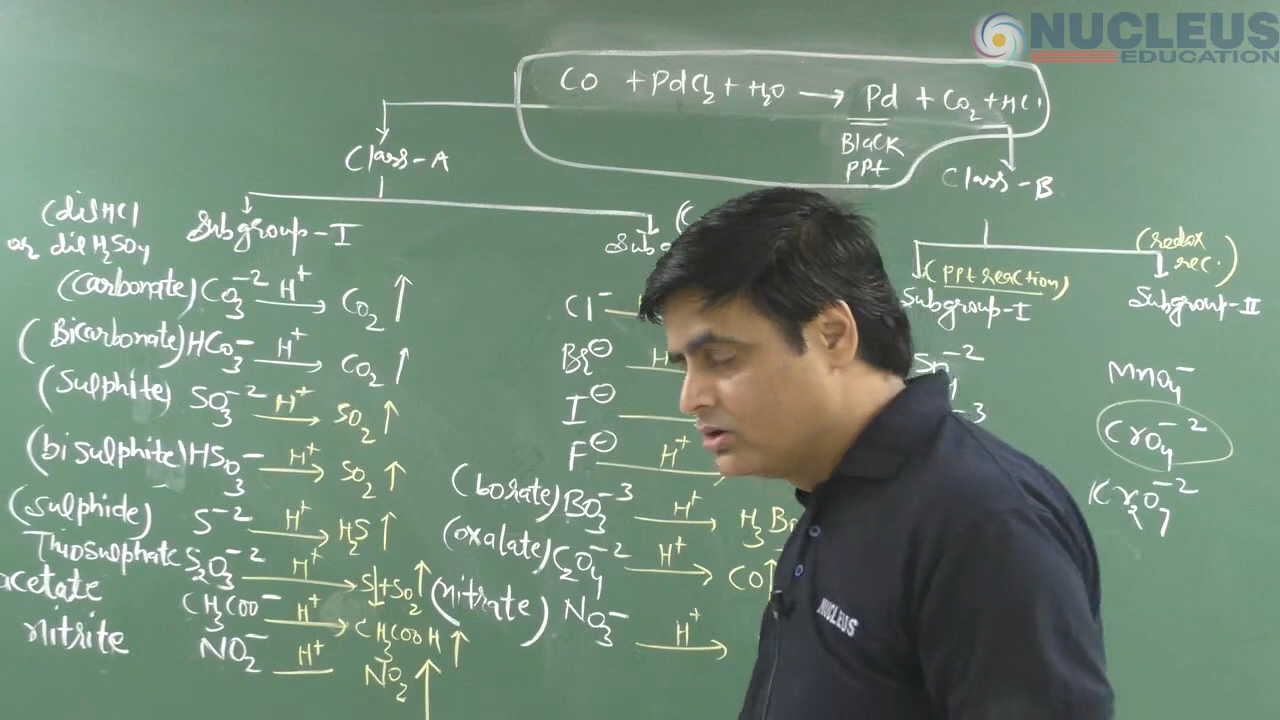 NUCLEUS
EDUCATION
CO + PdCl2 + H2O → Pd + CO2 + HCl
Black
ppt
Class-A
Class-B
(dil HCl
or dil H2SO4
Subgroup-I
(ppt reaction)
Subgroup-I
(redox
rec.)
Subgroup-II
(Carbonate) CO3^-2 H+ → CO2 ↑
(Bicarbonate) HCO3^- H+ → CO2 ↑
(Sulphite) SO3^-2 H+ → SO2 ↑
(bisulphite) HSO3^- H+ → SO2 ↑
(Sulphide) S^-2 H+ → H2S ↑
Thiosulphate S2O3^-2 H+ → S↓ + SO2 ↑
acetate CH3COO^- H+ → CH3COOH ↑
nitrite NO2^- H+ NO2 ↑
Cl^-
Br^⊖
I^⊖
F^⊖ H+
(borate) BO3^-3 H+ →
(oxalate) C2O4^-2 H+ → CO ↑
(nitrate) NO3^- H+ →
MnO4^-
CrO4^-2
Cr2O7^-2
NUCLEUS